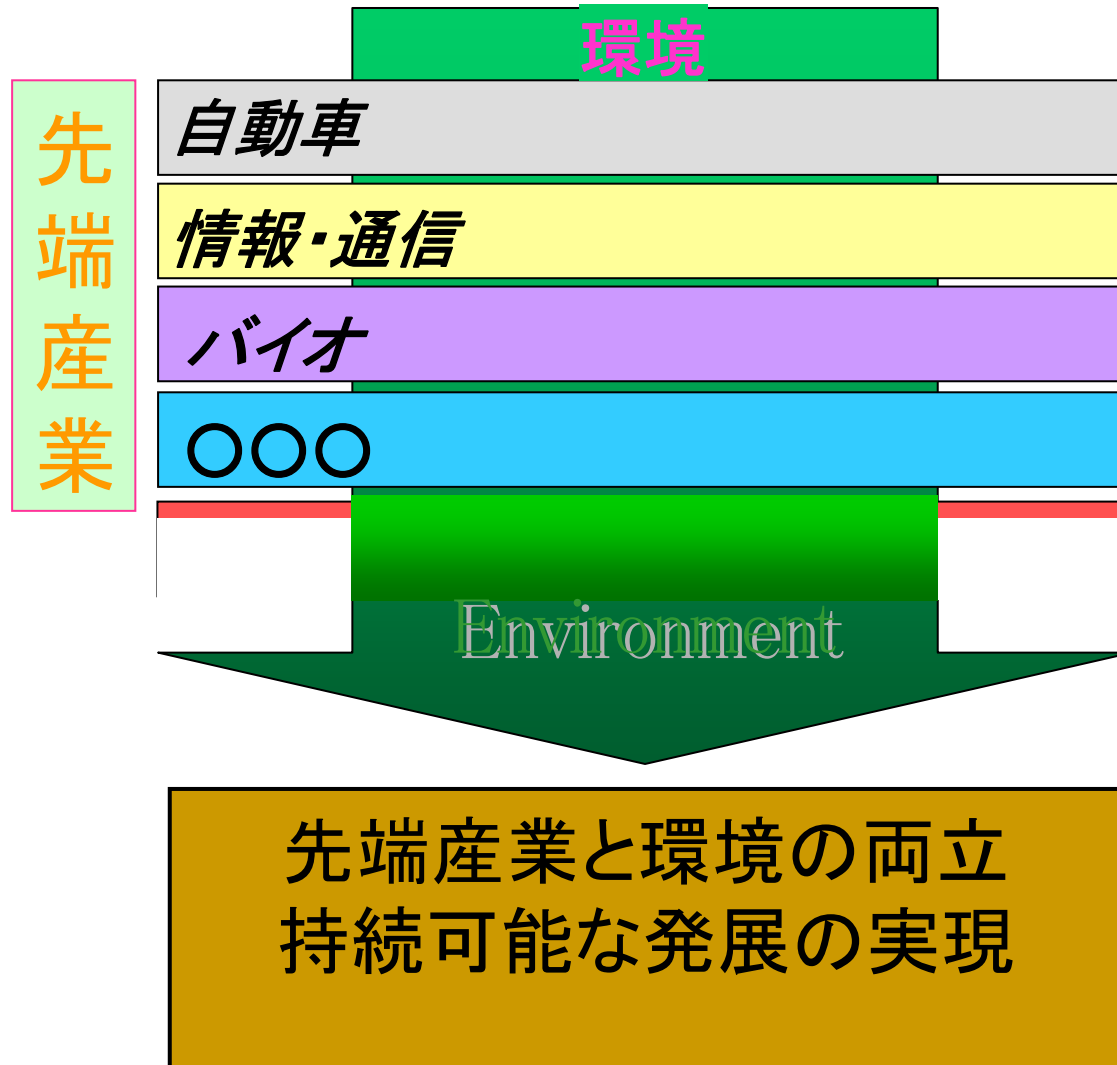 環境
先端産業
自動車
情報・通信
バイオ
〇〇〇
Environment
先端産業と環境の両立
持続可能な発展の実現